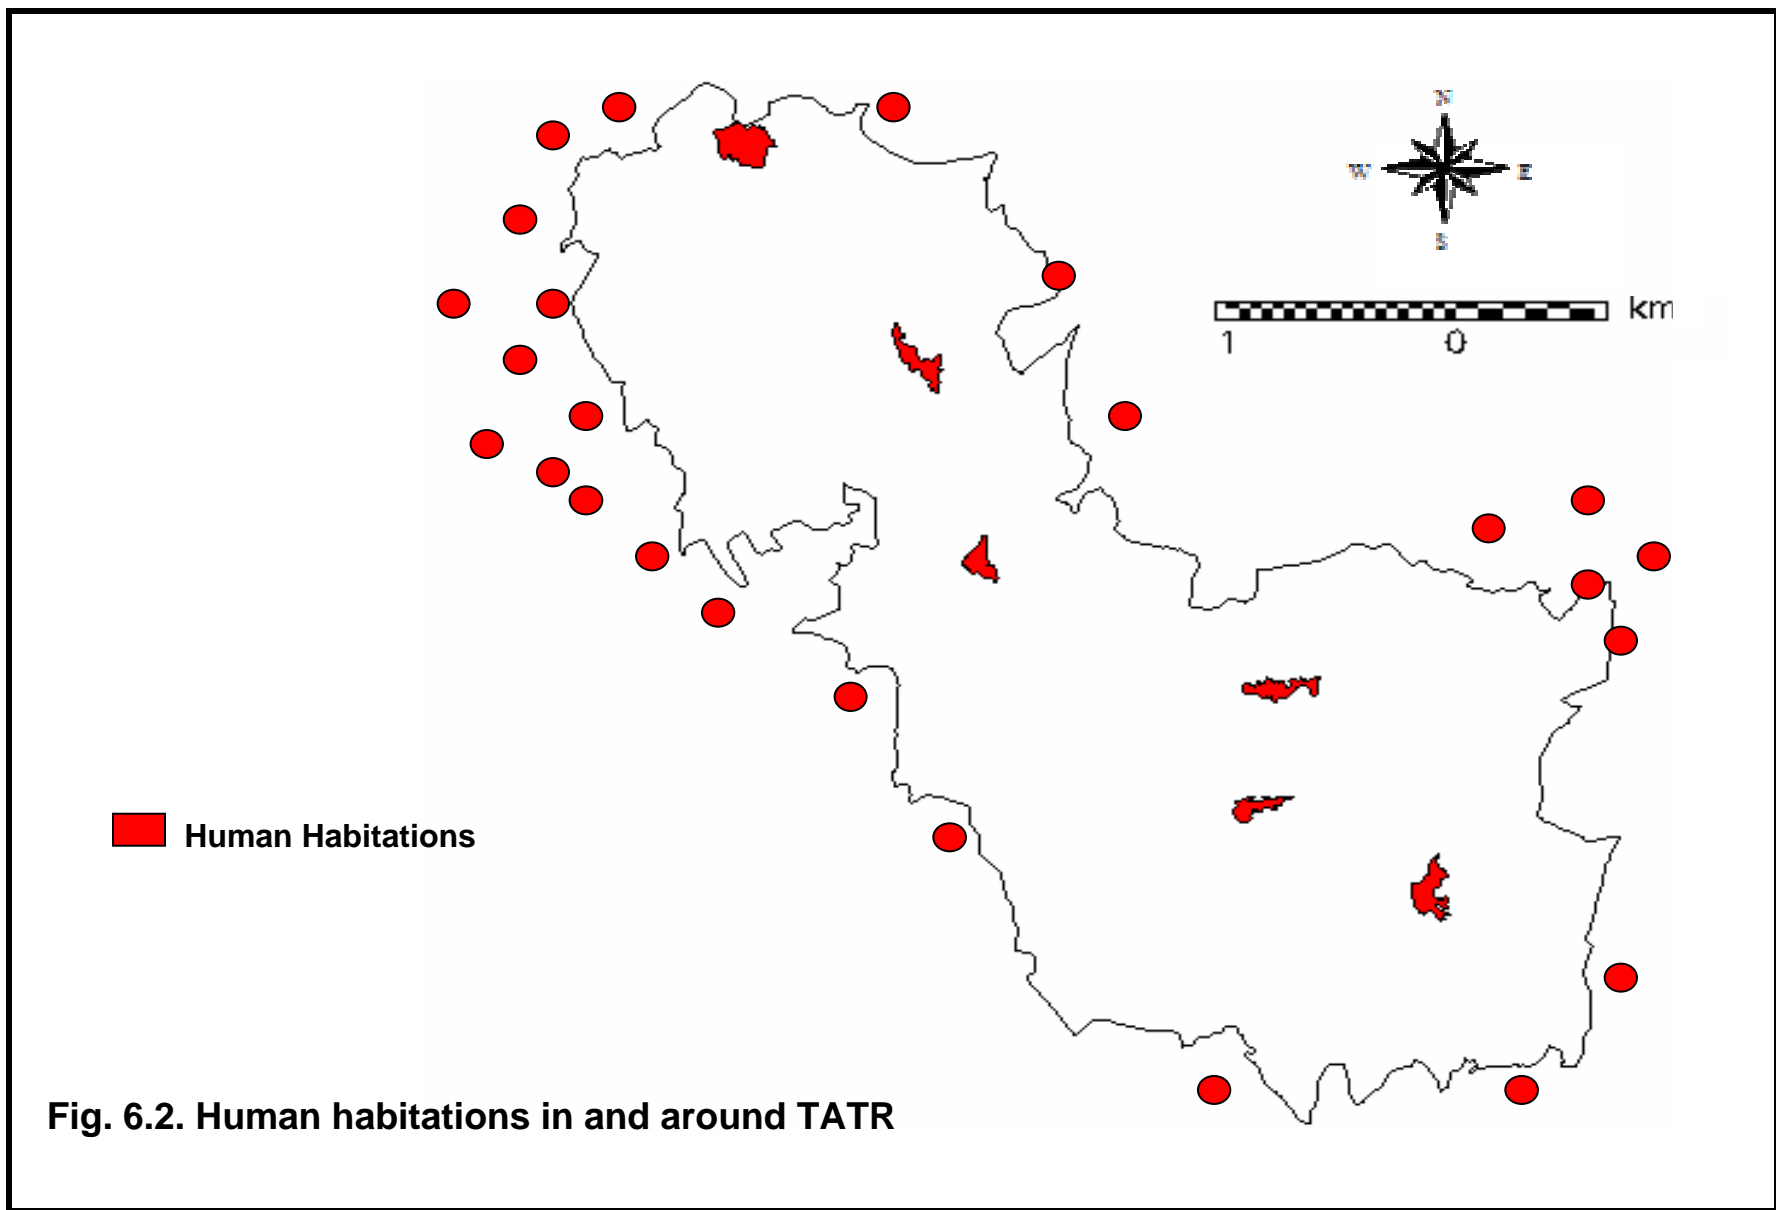 N
W E
S
km
1 0
Human Habitations
Fig. 6.2. Human habitations in and around TATR